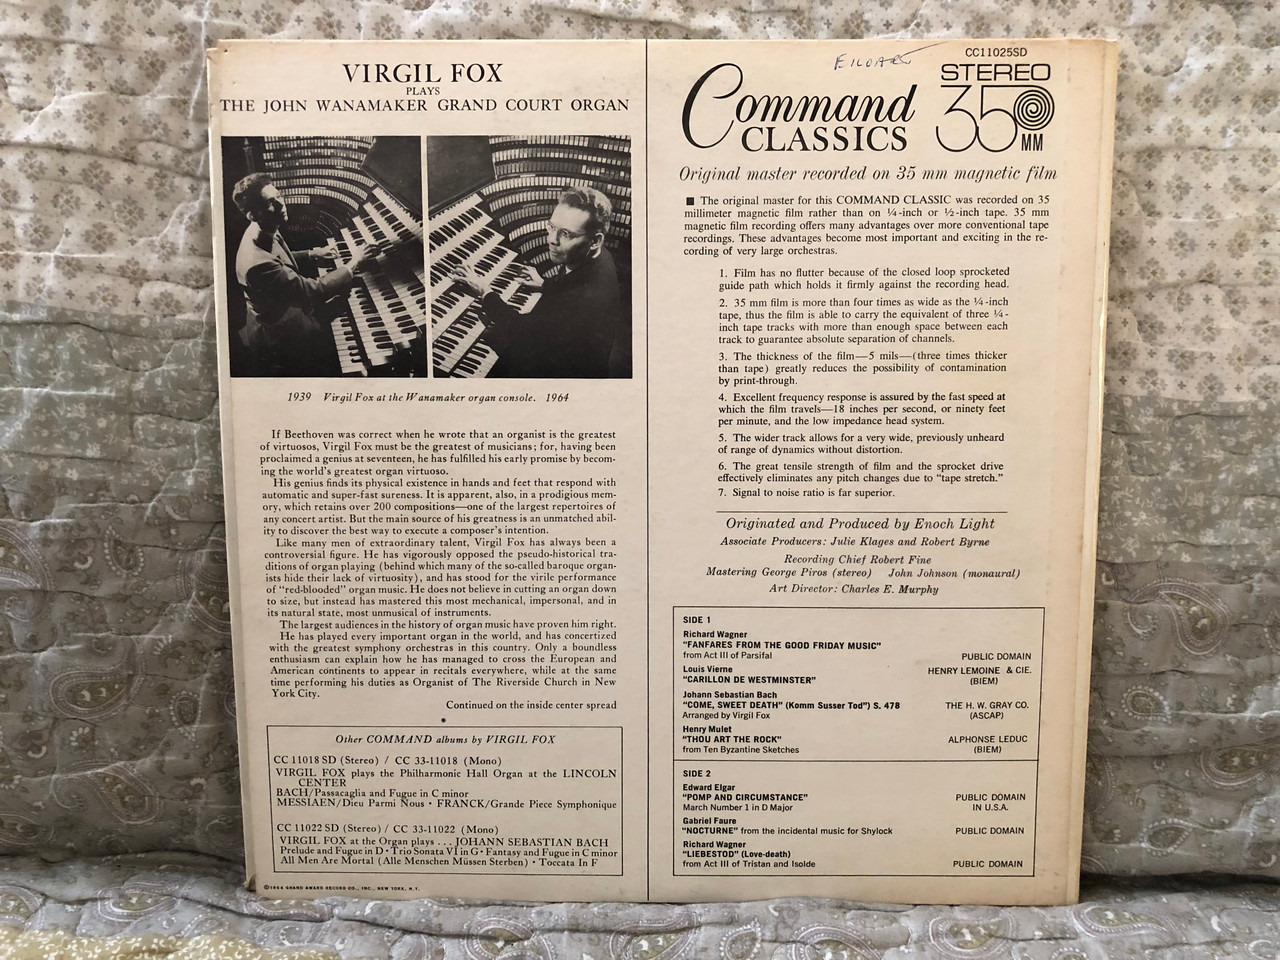 VIRGIL FOX
PLAYS
THE JOHN WANAMAKER GRAND COURT ORGAN
1939 Virgil Fox at the Wanamaker organ console. 1964
If Beethoven was correct when he wrote that an organist is the greatest
of virtuosos, Virgil Fox must be the greatest of musicians; for, having been
proclaimed a genius at seventeen, he has fulfilled his early promise by becom-
ing the world's greatest organ virtuoso.
His genius finds its physical existence in hands and feet that respond with
automatic and super-fast sureness. It is apparent, also, in a prodigious mem-
ory, which retains over 200 compositions—one of the largest repertoires of
any concert artist. But the main source of his greatness is an unmatched abil-
ity to discover the best way to execute a composer's intention.
Like many men of extraordinary talent, Virgil Fox has always been a
controversial figure. He has vigorously opposed the pseudo-historical tra-
ditions of organ playing (behind which many of the so-called baroque organ-
ists hide their lack of virtuosity), and has stood for the virile performance
of "red-blooded" organ music. He does not believe in cutting an organ down
to size, but instead has mastered this most mechanical, impersonal, and in
its natural state, most unmusical of instruments.
The largest audiences in the history of organ music have proven him right.
He has played every important organ in the world, and has concertized
with the greatest symphony orchestras in this country. Only a boundless
enthusiasm can explain how he has managed to cross the European and
American continents to appear in recitals everywhere, while at the same
time performing his duties as Organist of The Riverside Church in New
York City.
Continued on the inside center spread
Other COMMAND albums by VIRGIL FOX
CC 11018 SD (Stereo) / CC 33-11018 (Mono)
VIRGIL FOX plays the Philharmonic Hall Organ at the LINCOLN
CENTER
BACH/Passacaglia and Fugue in C minor
MESSIAEN/Dieu Parmi Nous • FRANCK/Grande Piece Symphonique
CC 11022 SD (Stereo) / CC 33-11022 (Mono)
VIRGIL FOX at the Organ plays . . . JOHANN SEBASTIAN BACH
Prelude and Fugue in D • Trio Sonata VI in G • Fantasy and Fugue in C minor
All Men Are Mortal (Alle Menschen Müssen Sterben) • Toccata In F
©1964 GRAND AWARD RECORD CO., INC., NEW YORK, N.Y.
CC11025SD
Command
CLASSICS
STEREO
35
MM
Original master recorded on 35 mm magnetic film
■ The original master for this COMMAND CLASSIC was recorded on 35
millimeter magnetic film rather than on ¼-inch or ½-inch tape. 35 mm
magnetic film recording offers many advantages over more conventional tape
recordings. These advantages become most important and exciting in the re-
cording of very large orchestras.
1. Film has no flutter because of the closed loop sprocketed
guide path which holds it firmly against the recording head.
2. 35 mm film is more than four times as wide as the ¼-inch
tape, thus the film is able to carry the equivalent of three ¼-
inch tape tracks with more than enough space between each
track to guarantee absolute separation of channels.
3. The thickness of the film—5 mils—(three times thicker
than tape) greatly reduces the possibility of contamination
by print-through.
4. Excellent frequency response is assured by the fast speed at
which the film travels—18 inches per second, or ninety feet
per minute, and the low impedance head system.
5. The wider track allows for a very wide, previously unheard
of range of dynamics without distortion.
6. The great tensile strength of film and the sprocket drive
effectively eliminates any pitch changes due to "tape stretch."
7. Signal to noise ratio is far superior.
Originated and Produced by Enoch Light
Associate Producers: Julie Klages and Robert Byrne
Recording Chief Robert Fine
Mastering George Piros (stereo) John Johnson (monaural)
Art Director: Charles E. Murphy
SIDE 1
Richard Wagner
"FANFARES FROM THE GOOD FRIDAY MUSIC"
from Act III of Parsifal PUBLIC DOMAIN
Louis Vierne HENRY LEMOINE & CIE.
"CARILLON DE WESTMINSTER" (BIEM)
Johann Sebastian Bach
"COME, SWEET DEATH" (Komm Susser Tod") S. 478 THE H. W. GRAY CO.
Arranged by Virgil Fox (ASCAP)
Henry Mulet
"THOU ART THE ROCK" ALPHONSE LEDUC
from Ten Byzantine Sketches (BIEM)
SIDE 2
Edward Elgar
"POMP AND CIRCUMSTANCE" PUBLIC DOMAIN
March Number 1 in D Major IN U.S.A.
Gabriel Faure
"NOCTURNE" from the incidental music for Shylock PUBLIC DOMAIN
Richard Wagner
"LIEBESTOD" (Love-death)
from Act III of Tristan and Isolde PUBLIC DOMAIN